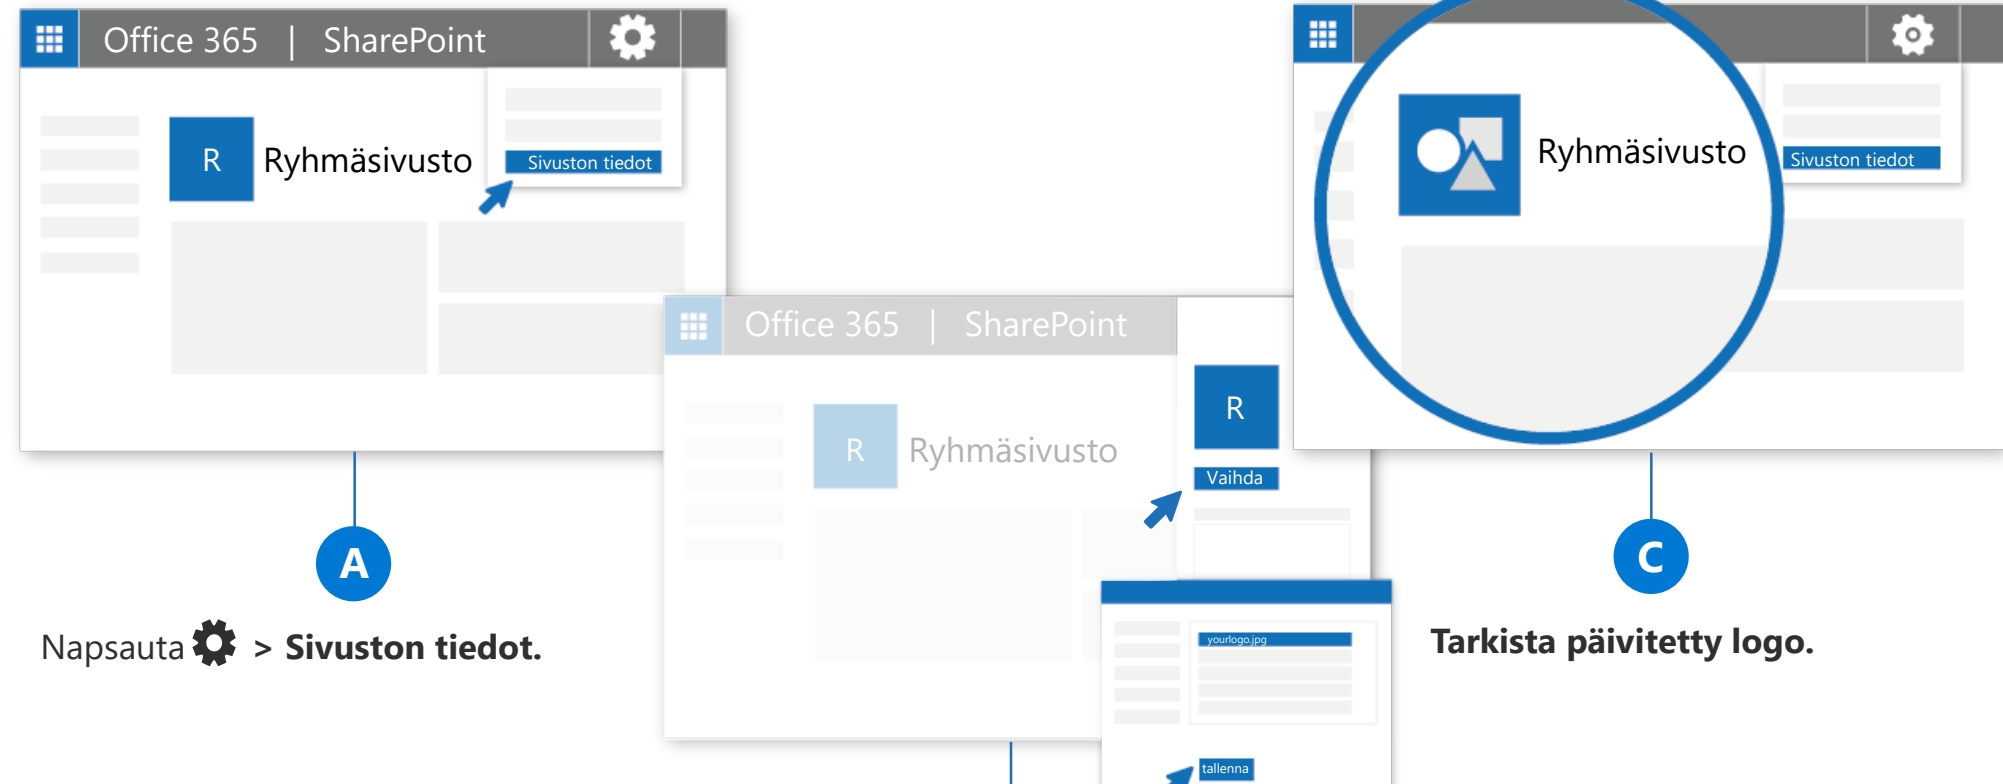 Office 365 | SharePoint
R Ryhmäsivusto
Sivuston tiedot
A
Napsauta > Sivuston tiedot.
Office 365 | SharePoint
R Ryhmäsivusto
R
Vaihda
yourlogo.jpg
tallenna
Ryhmäsivusto
Sivuston tiedot
C
Tarkista päivitetty logo.